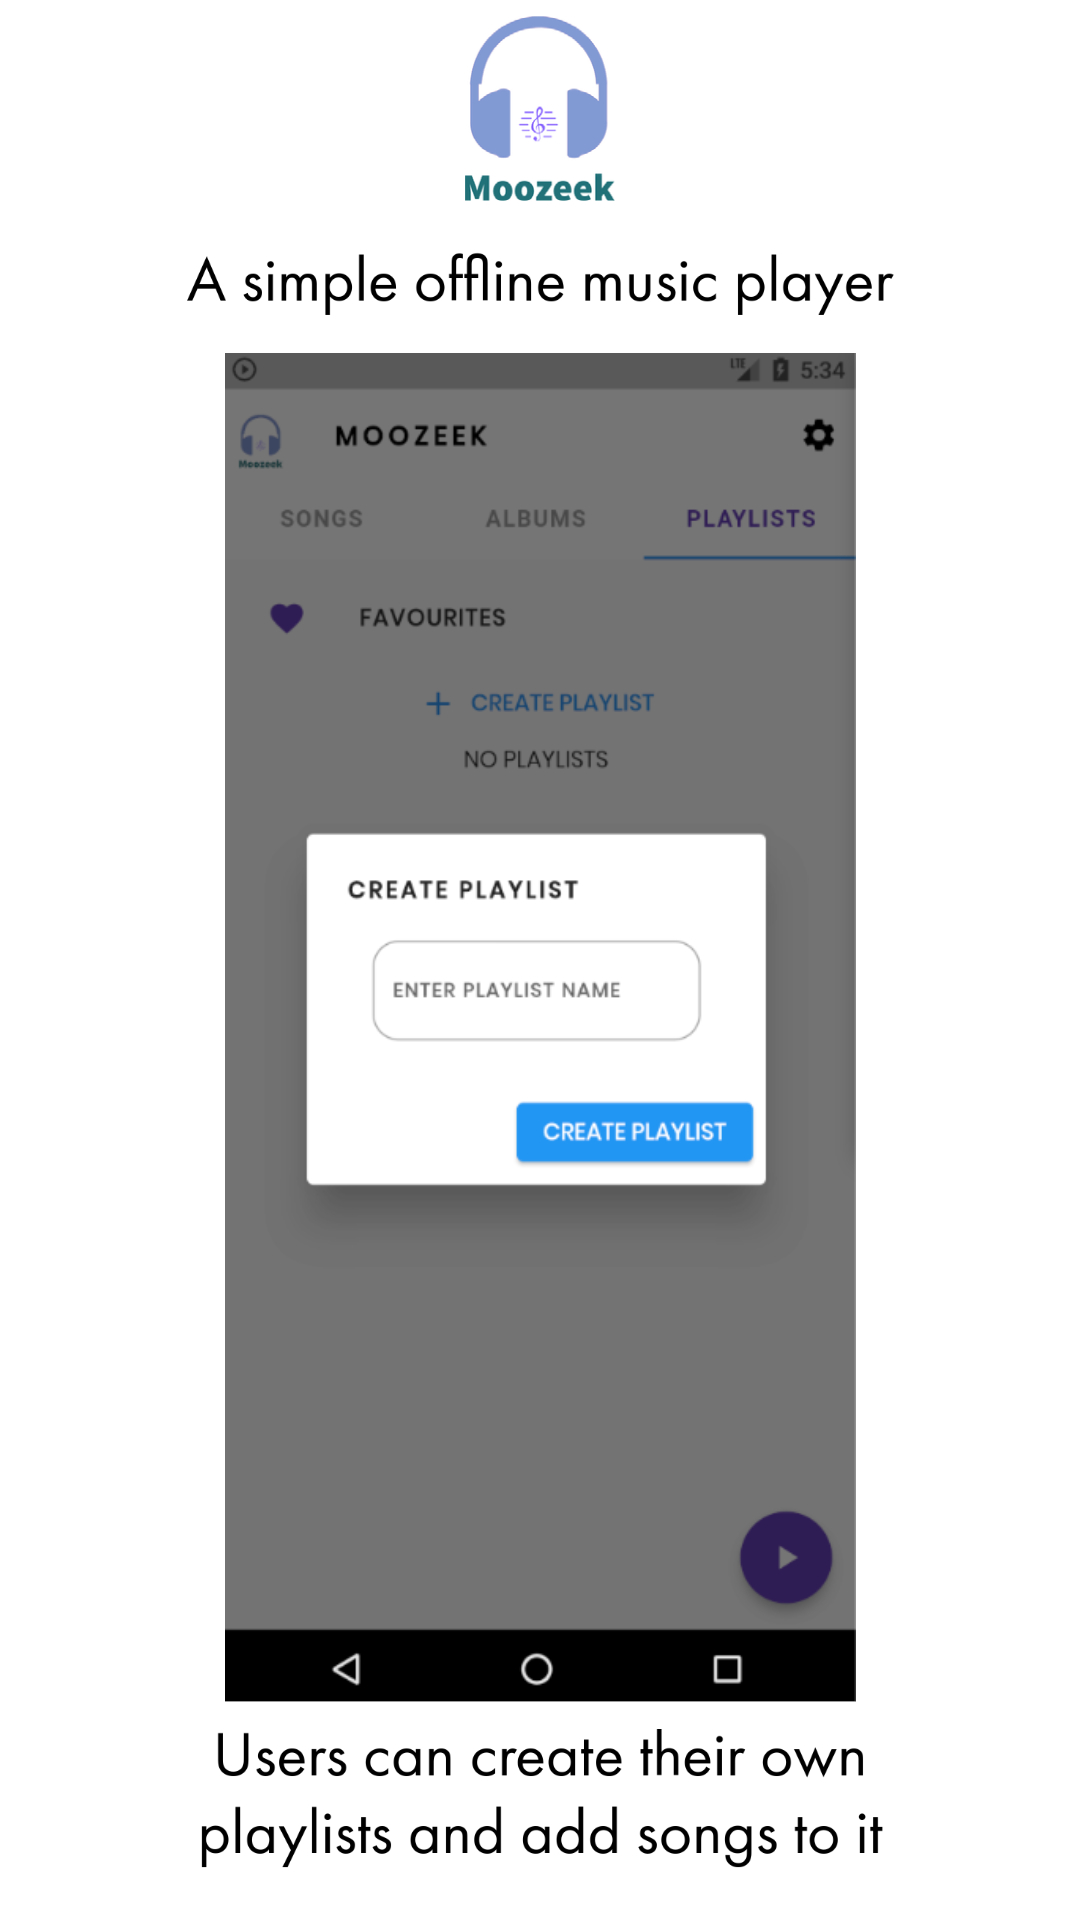 Moozeek
A simple offline music player
LTE 5:34
Moozeek
MOOZEEK
SONGS ALBUMS PLAYLISTS
FAVOURITES
+ CREATE PLAYLIST
NO PLAYLISTS
CREATE PLAYLIST
ENTER PLAYLIST NAME
CREATE PLAYLIST
Users can create their own
playlists and add songs to it